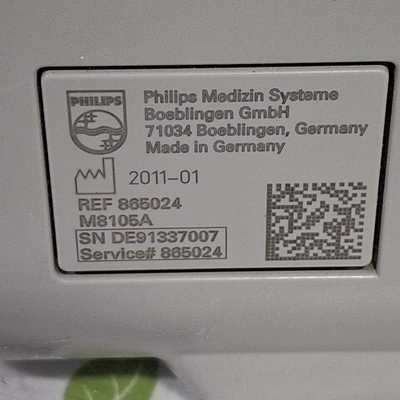 PHILIPS
Philips Medizin Systeme
Boeblingen GmbH
71034 Boeblingen, Germany
Made in Germany
2011-01
REF 865024
M8105A
SN DE91337007
Service# 865024